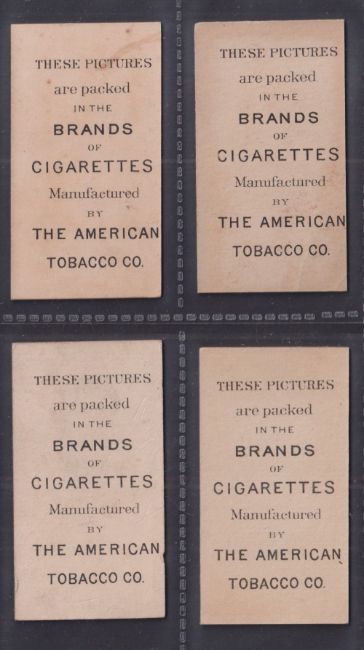 THESE PICTURES
are packed
IN THE
BRANDS
OF
CIGARETTES
Manufactured
BY
THE AMERICAN
TOBACCO CO.
THESE PICTURES
are packed
IN THE
BRANDS
OF
CIGARETTES
Manufactured
BY
THE AMERICAN
TOBACCO CO.
THESE PICTURES
are packed
IN THE
BRANDS
OF
CIGARETTES
Manufactured
BY
THE AMERICAN
TOBACCO CO.
THESE PICTURES
are packed
IN THE
BRANDS
OF
CIGARETTES
Manufactured
BY
THE AMERICAN
TOBACCO CO.